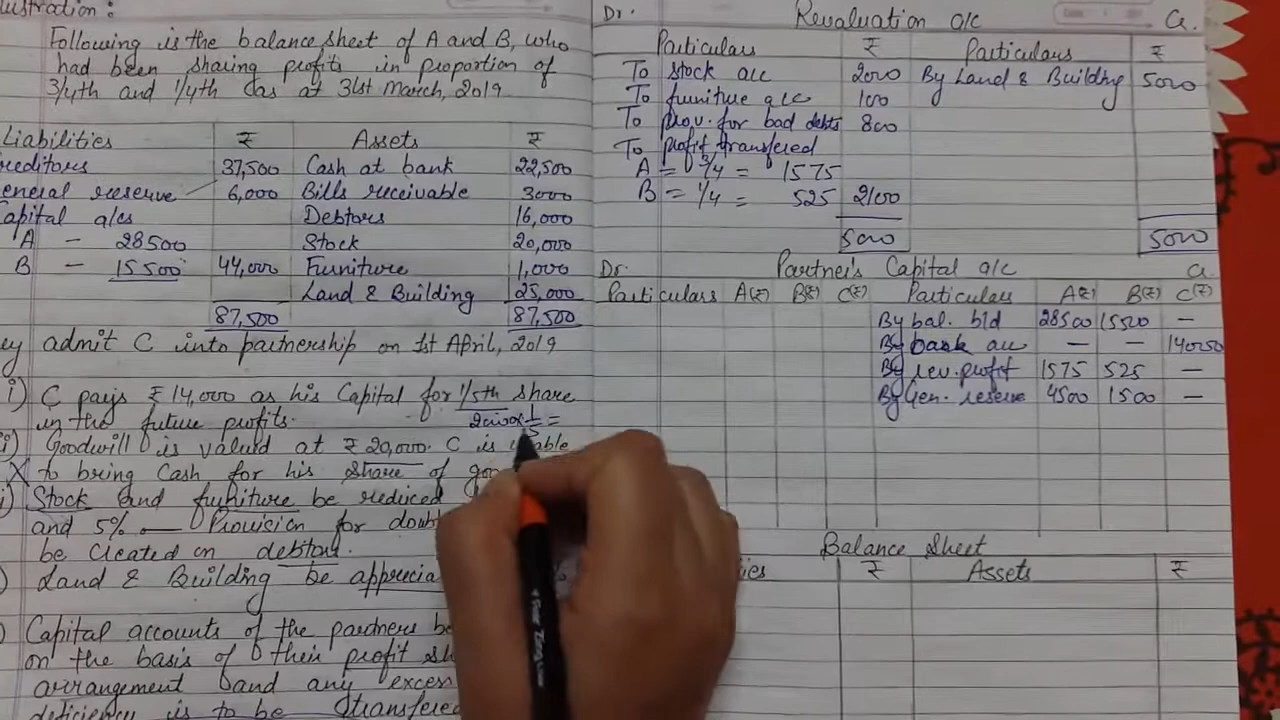 Following is the balance sheet of A and B, who
had been sharing profits in proportion of
3/4th and 1/4th as at 31st March, 2019
Liabilities ₹ Assets ₹
reditors 37,500 Cash at bank 22,500
eneral reserve 6,000 Bills receivable 3000
apital a/cs Debtors 16,000
A - 28500 Stock 20,000
B - 15500 44,000 Furniture 1,000
Land & Building 25,000
87,500 87,500
ey admit C into partnership on 1st April, 2019
i) C pays ₹ 14,000 as his Capital for 1/5th share
in the future profits.
Goodwill is valued at ₹ 20,000. C is
to bring Cash for his share of
Stock and furniture be reduced
and 5% Provision for
be created on debtors.
Land & Building be
Capital accounts of the partners
on the basis of their profit
arrangement and any
deficiency is to be
Dr. Revaluation a/c Cr.
Particulars ₹ Particulars ₹
To stock a/c 2000 By Land & Building 5000
To furniture a/c 100
To prov. for bad debts 800
To profit transferred
A = 3/4 = 1575
B = 1/4 = 525 2100
5000 5000
Dr. Partner's Capital a/c Cr.
Particulars A(₹) B(₹) C(₹) Particulars A(₹) B(₹) C(₹)
By bal. b/d 28500 15500 —
By bank a/c — — 14000
By rev. profit 1575 525 —
By Gen. reserve 4500 1500 —
Balance Sheet
ies ₹ Assets ₹